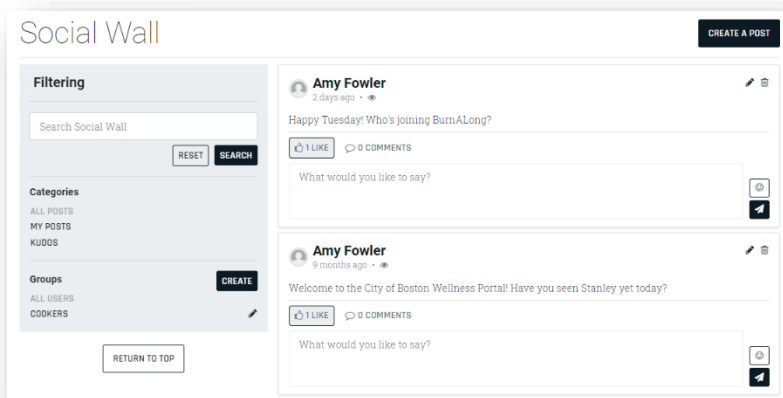 Social Wall
CREATE A POST
Filtering
Search Social Wall
RESET
SEARCH
Categories
ALL POSTS
MY POSTS
KUDOS
Groups
CREATE
ALL USERS
COOKERS
RETURN TO TOP
Amy Fowler
2 days ago •
Happy Tuesday! Who's joining BurnALong?
1 LIKE
0 COMMENTS
What would you like to say?
Amy Fowler
9 months ago •
Welcome to the City of Boston Wellness Portal! Have you seen Stanley yet today?
1 LIKE
0 COMMENTS
What would you like to say?